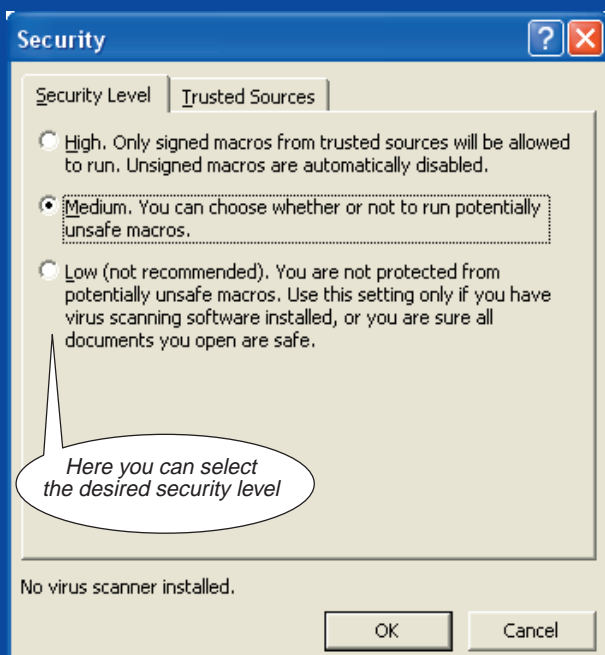 Security
Security Level
Trusted Sources
High. Only signed macros from trusted sources will be allowed
to run. Unsigned macros are automatically disabled.
Medium. You can choose whether or not to run potentially
unsafe macros.
Low (not recommended). You are not protected from
potentially unsafe macros. Use this setting only if you have
virus scanning software installed, or you are sure all
documents you open are safe.
Here you can select
the desired security level
No virus scanner installed.
OK
Cancel